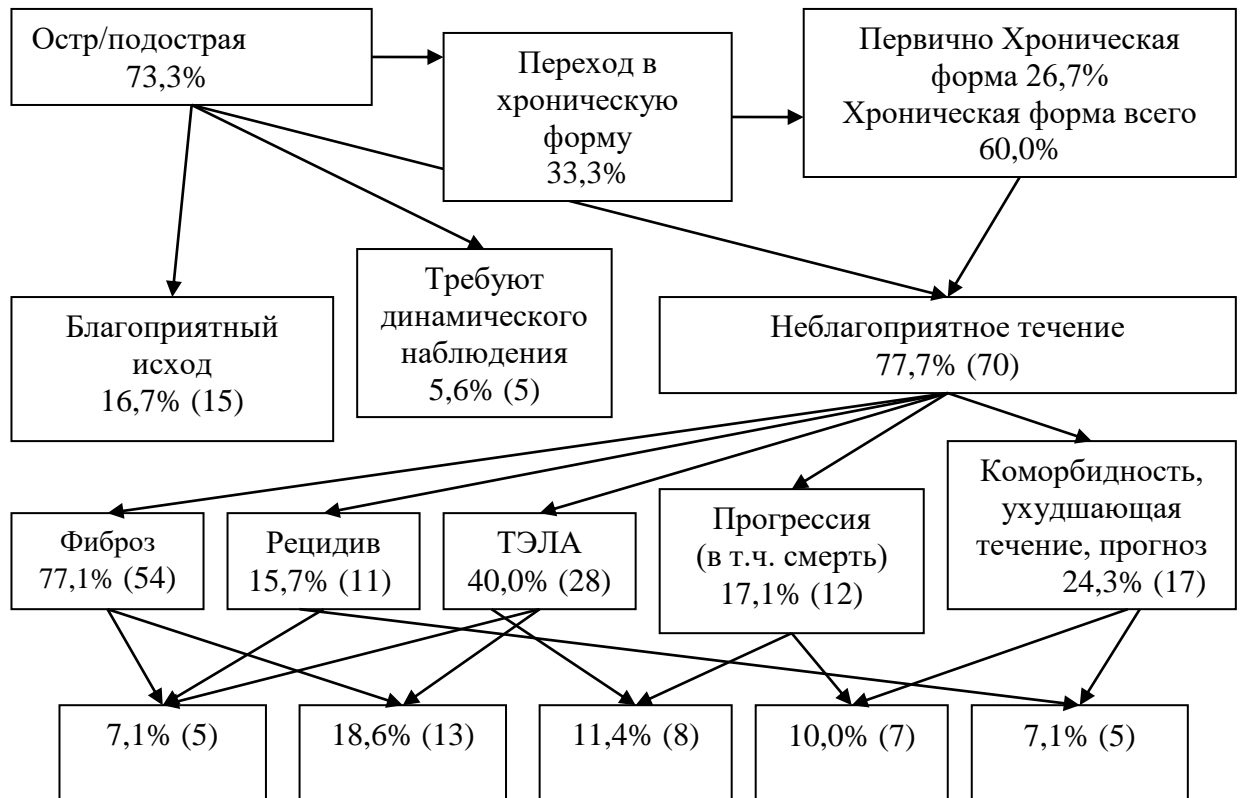 Остр/подострая
73,3%
Переход в
хроническую
форму
33,3%
Первично Хроническая
форма 26,7%
Хроническая форма всего
60,0%
Благоприятный
исход
16,7% (15)
Требуют
динамического
наблюдения
5,6% (5)
Неблагоприятное течение
77,7% (70)
Фиброз
77,1% (54)
Рецидив
15,7% (11)
ТЭЛА
40,0% (28)
Прогрессия
(в т.ч. смерть)
17,1% (12)
Коморбидность,
ухудшающая
течение, прогноз
24,3% (17)
7,1% (5)
18,6% (13)
11,4% (8)
10,0% (7)
7,1% (5)